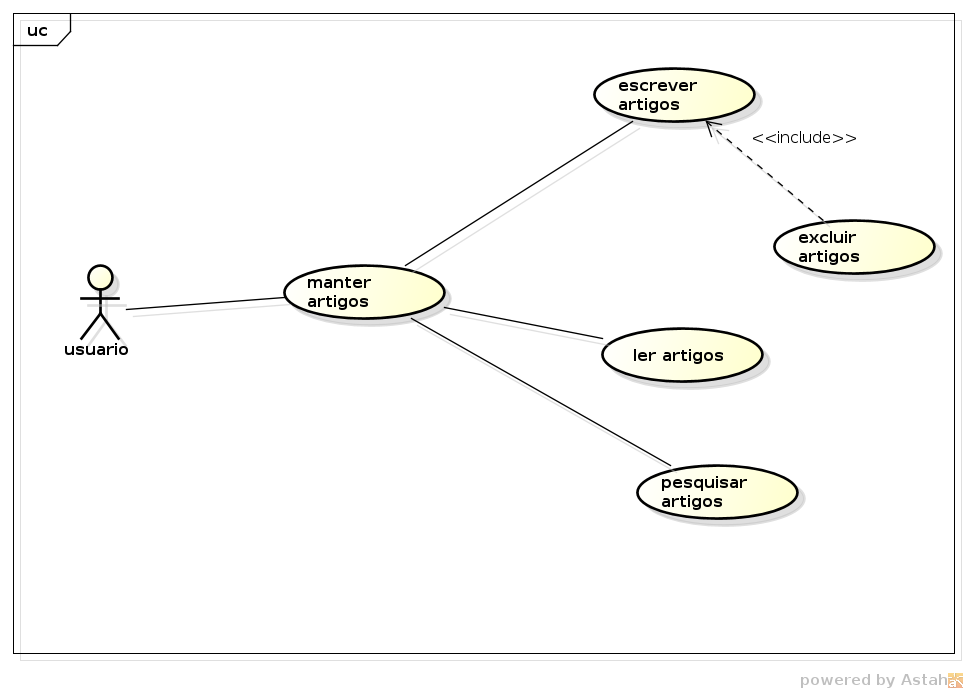 uc
escrever
artigos
<<include>>
excluir
artigos
manter
artigos
usuario
ler artigos
pesquisar
artigos
powered by Astah